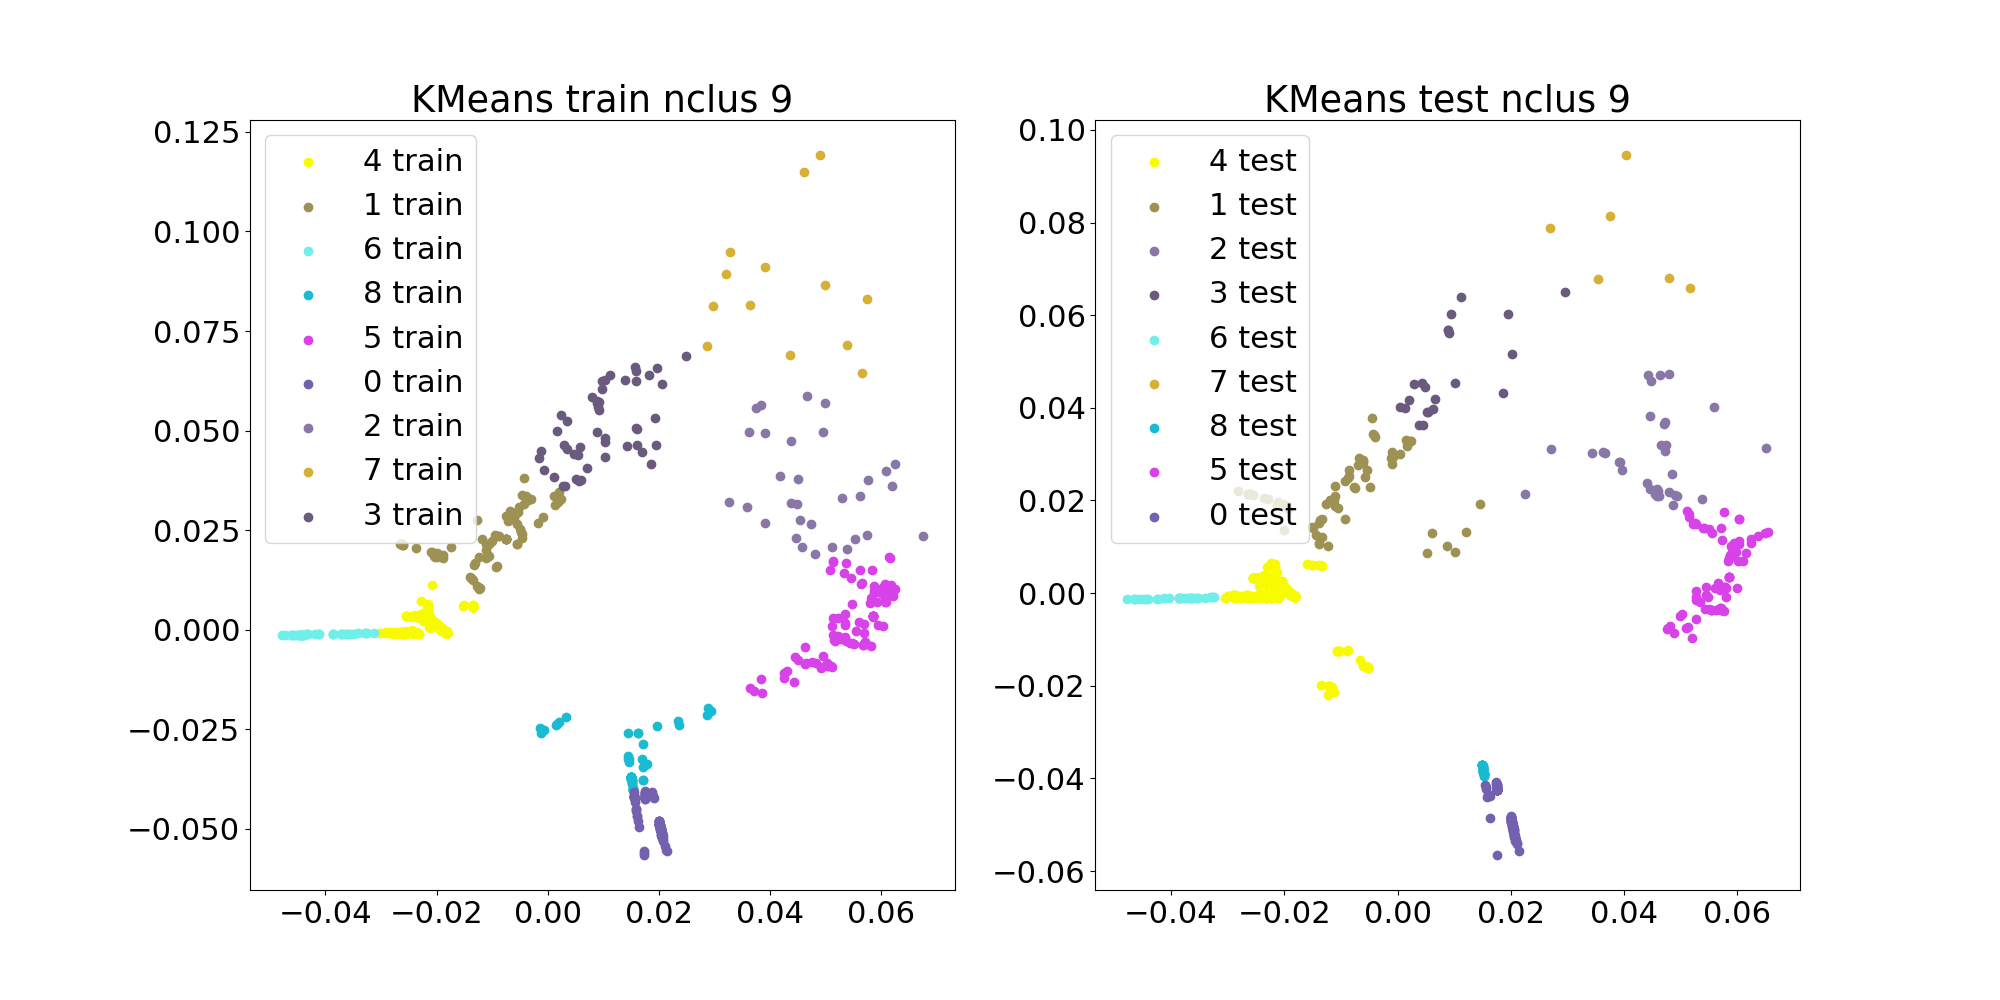 KMeans train nclus 9
0.125
0.100
0.075
0.050
0.025
0.000
−0.025
−0.050
−0.04 −0.02 0.00 0.02 0.04 0.06
4 train
1 train
6 train
8 train
5 train
0 train
2 train
7 train
3 train
KMeans test nclus 9
0.10
0.08
0.06
0.04
0.02
0.00
−0.02
−0.04
−0.06
−0.04 −0.02 0.00 0.02 0.04 0.06
4 test
1 test
2 test
3 test
6 test
7 test
8 test
5 test
0 test